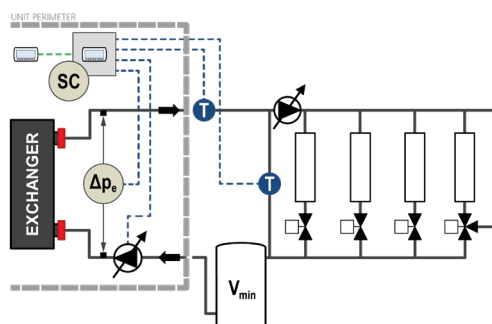 UNIT PERIMETER
SC
T
T
EXCHANGER
Δpe
Vmin